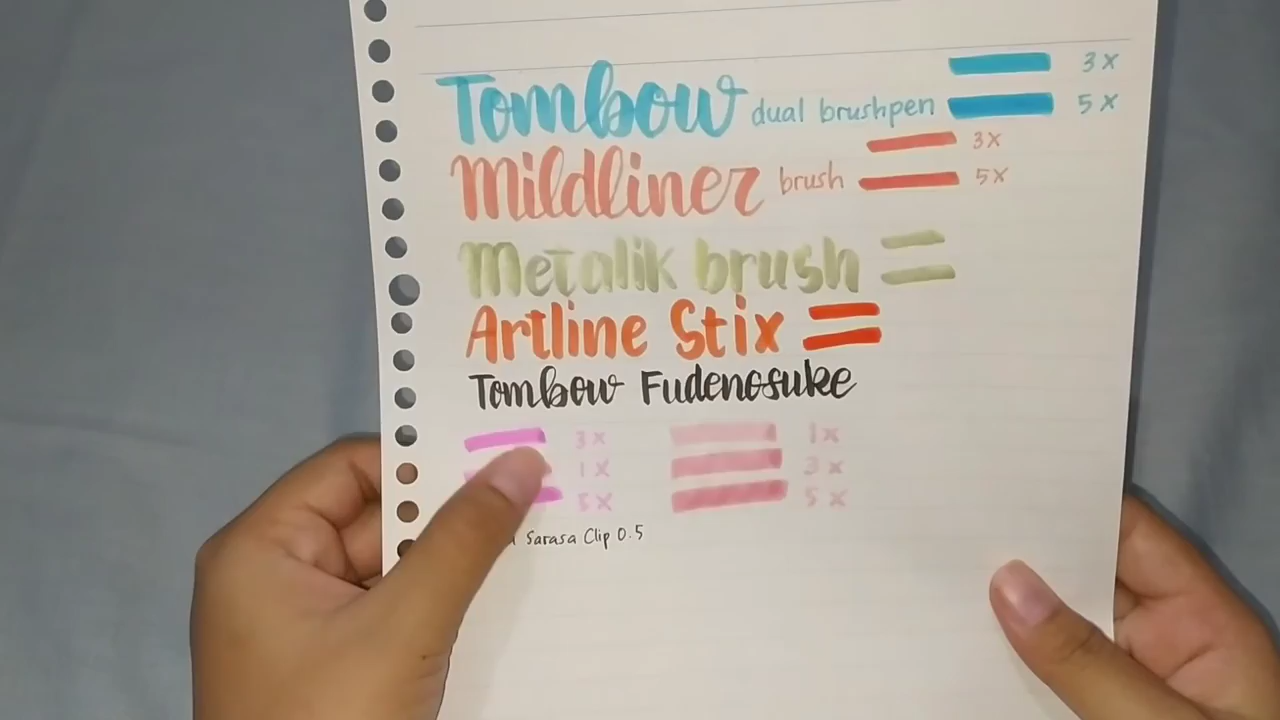 Tombow dual brushpen 3x
5x
Mildliner brush 3x
5x
Metalik brush
Artline Stix
Tombow Fudenosuke
3x 1x
1x 3x
5x 5x
Sarasa Clip 0.5